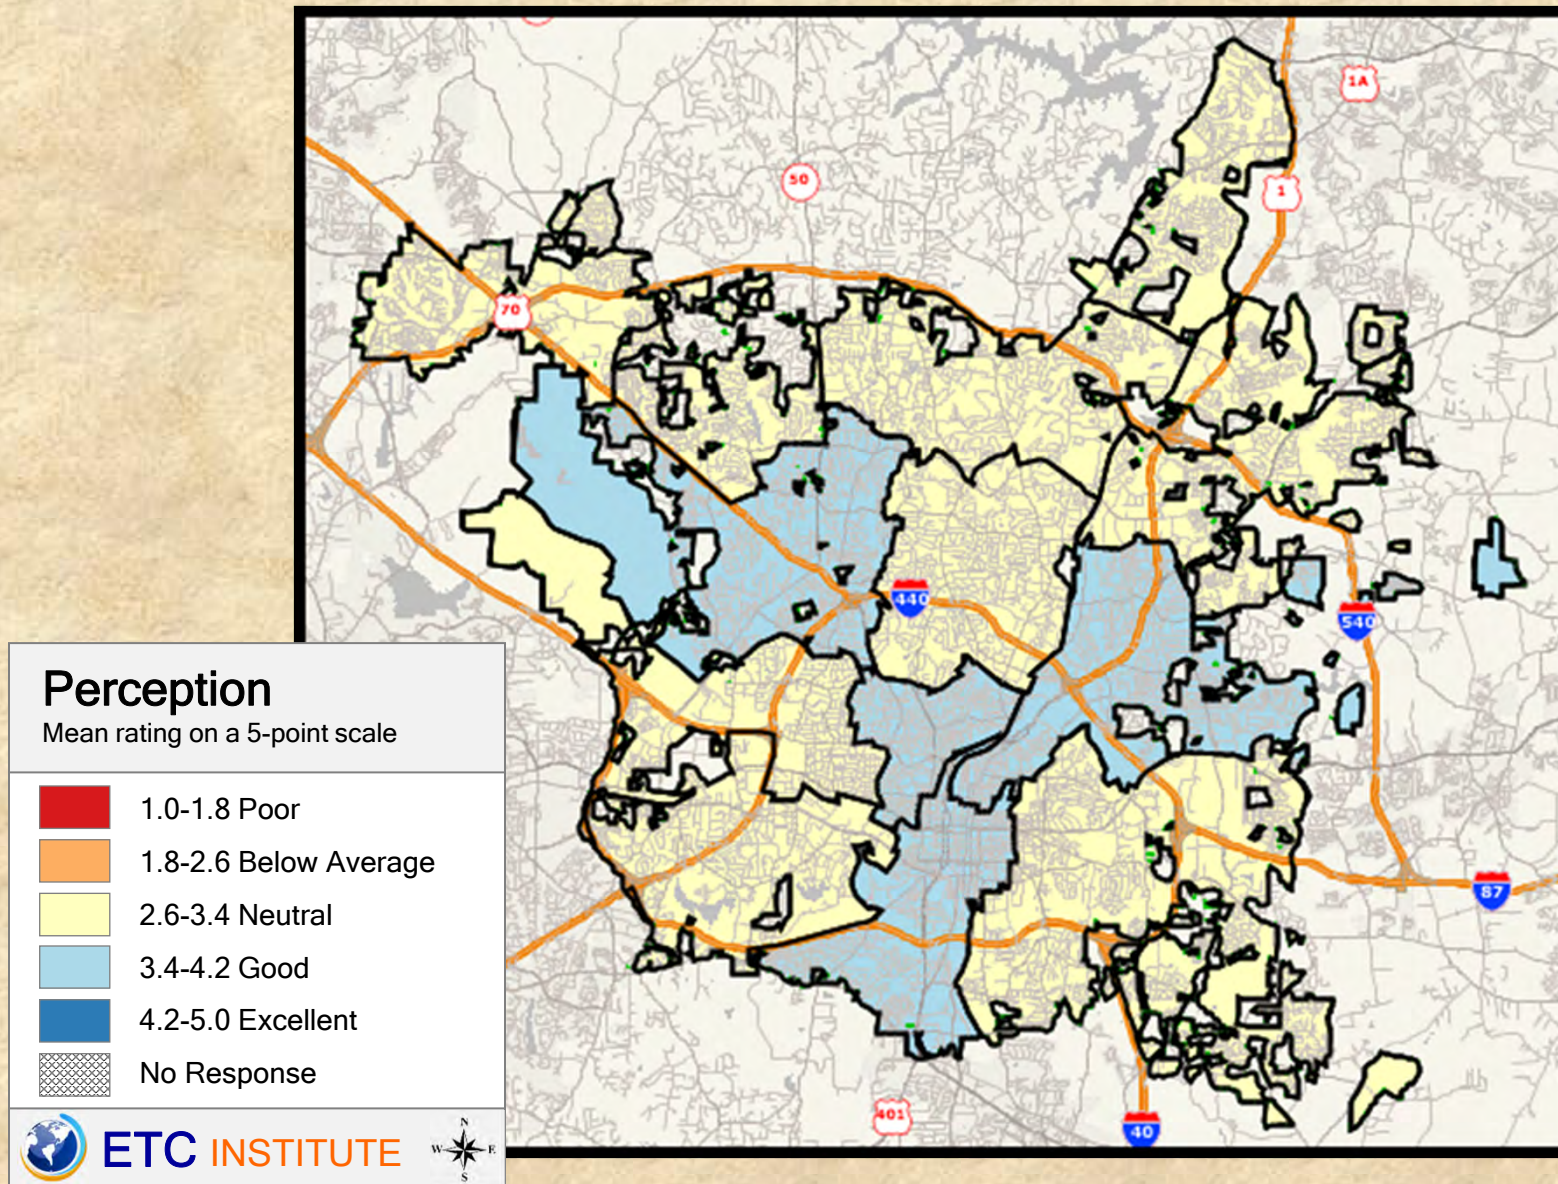 1A
50
1
70
440
540
87
401
40
Perception
Mean rating on a 5-point scale
1.0-1.8 Poor
1.8-2.6 Below Average
2.6-3.4 Neutral
3.4-4.2 Good
4.2-5.0 Excellent
No Response
ETC INSTITUTE
N
W E
S